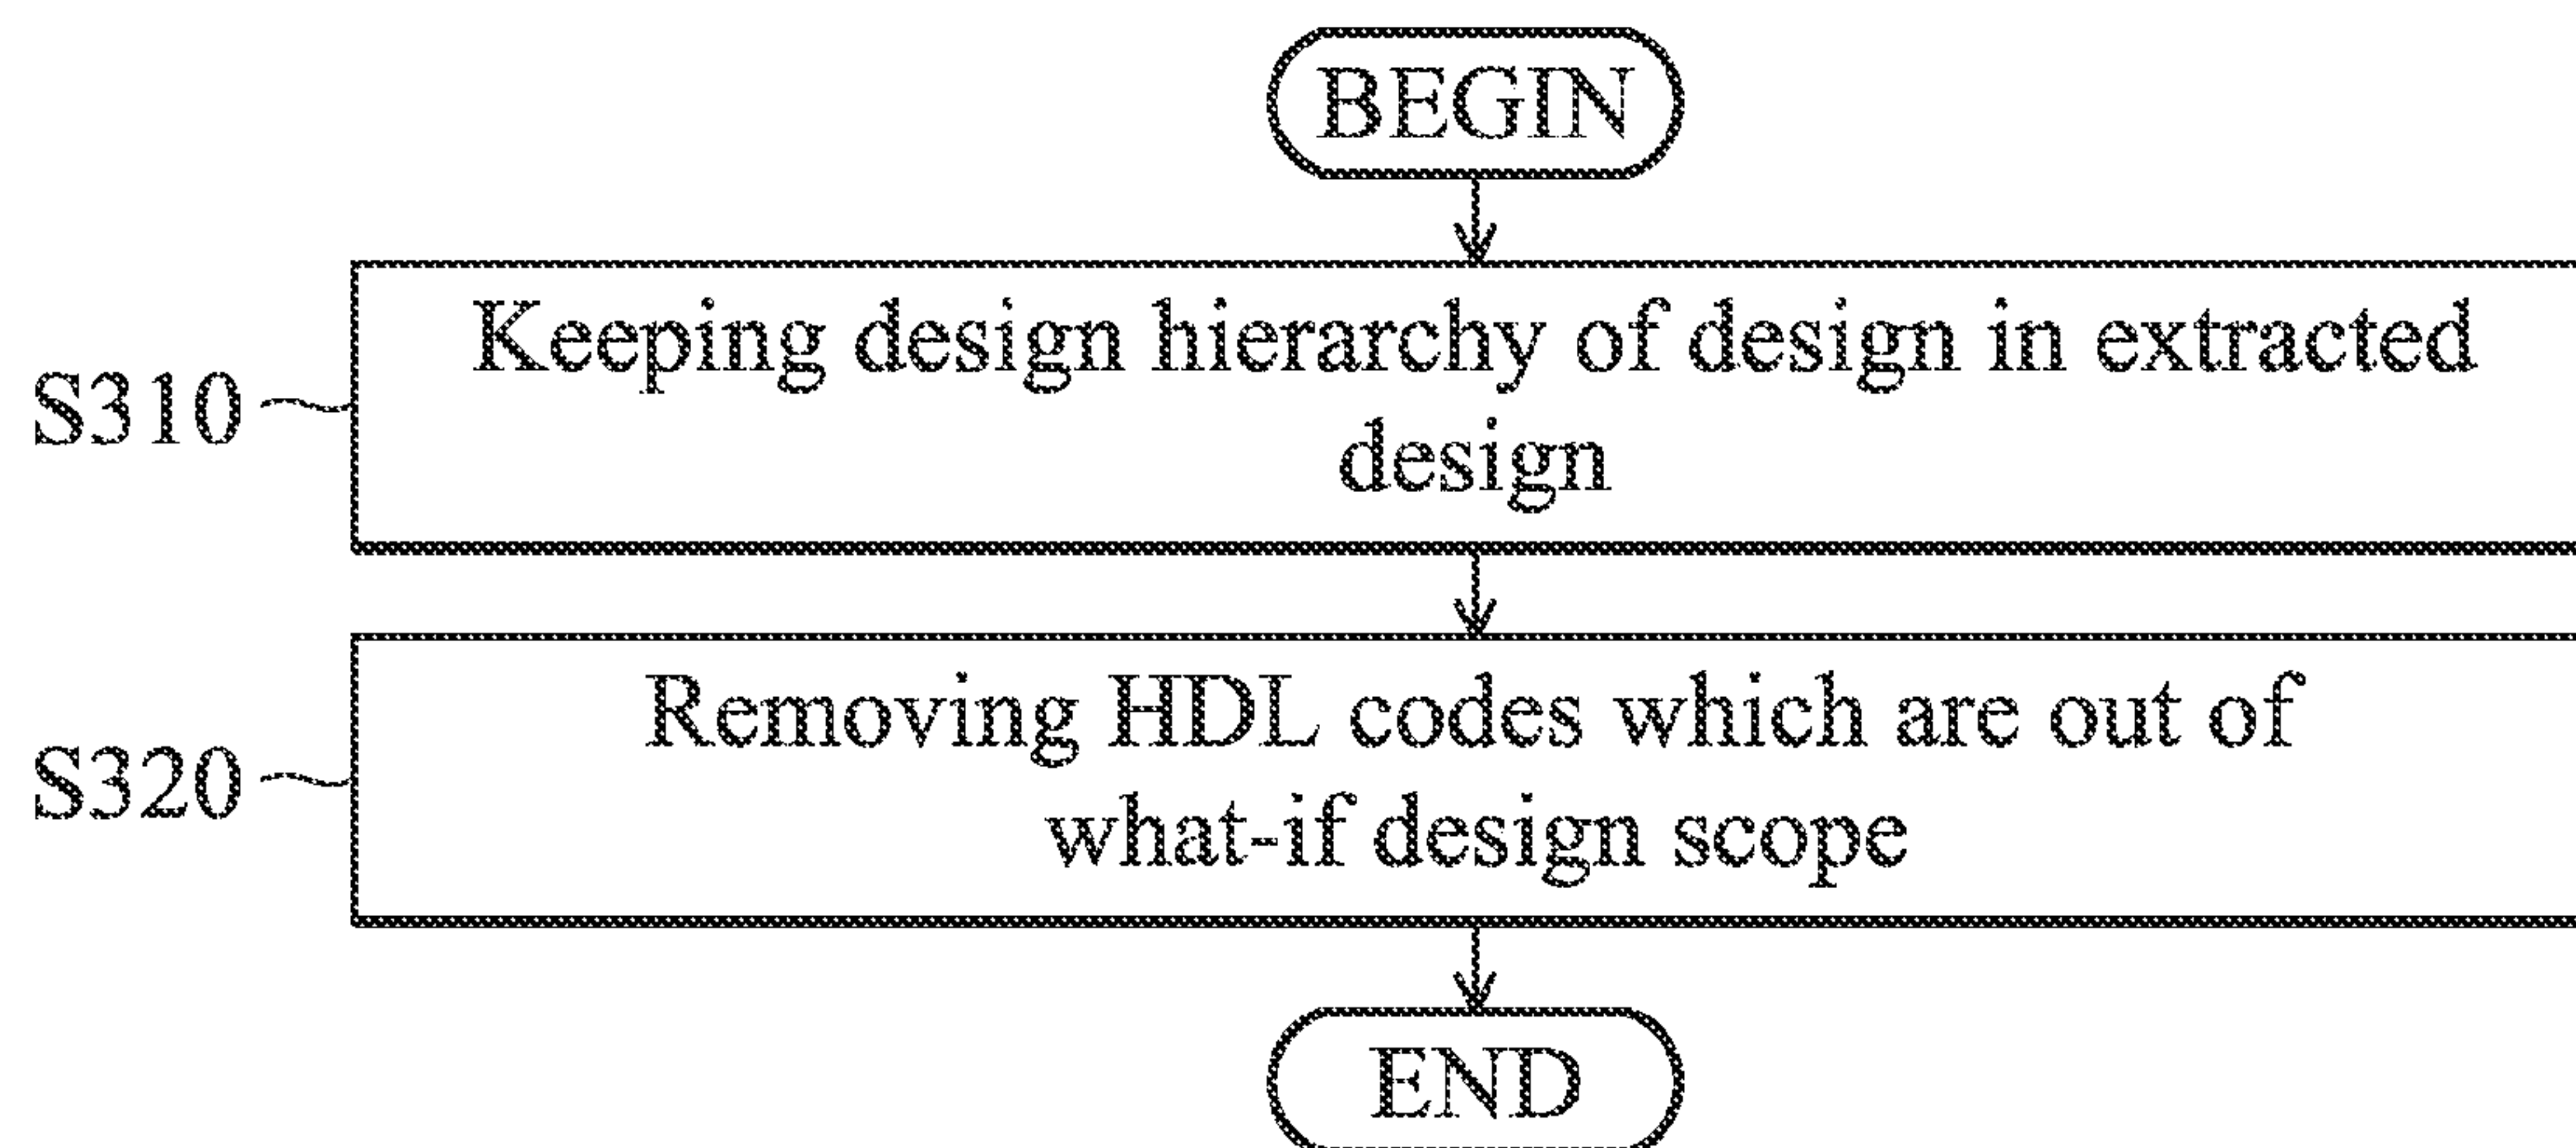 BEGIN
Keeping design hierarchy of design in extracted
design
S310
Removing HDL codes which are out of
what-if design scope
S320
END